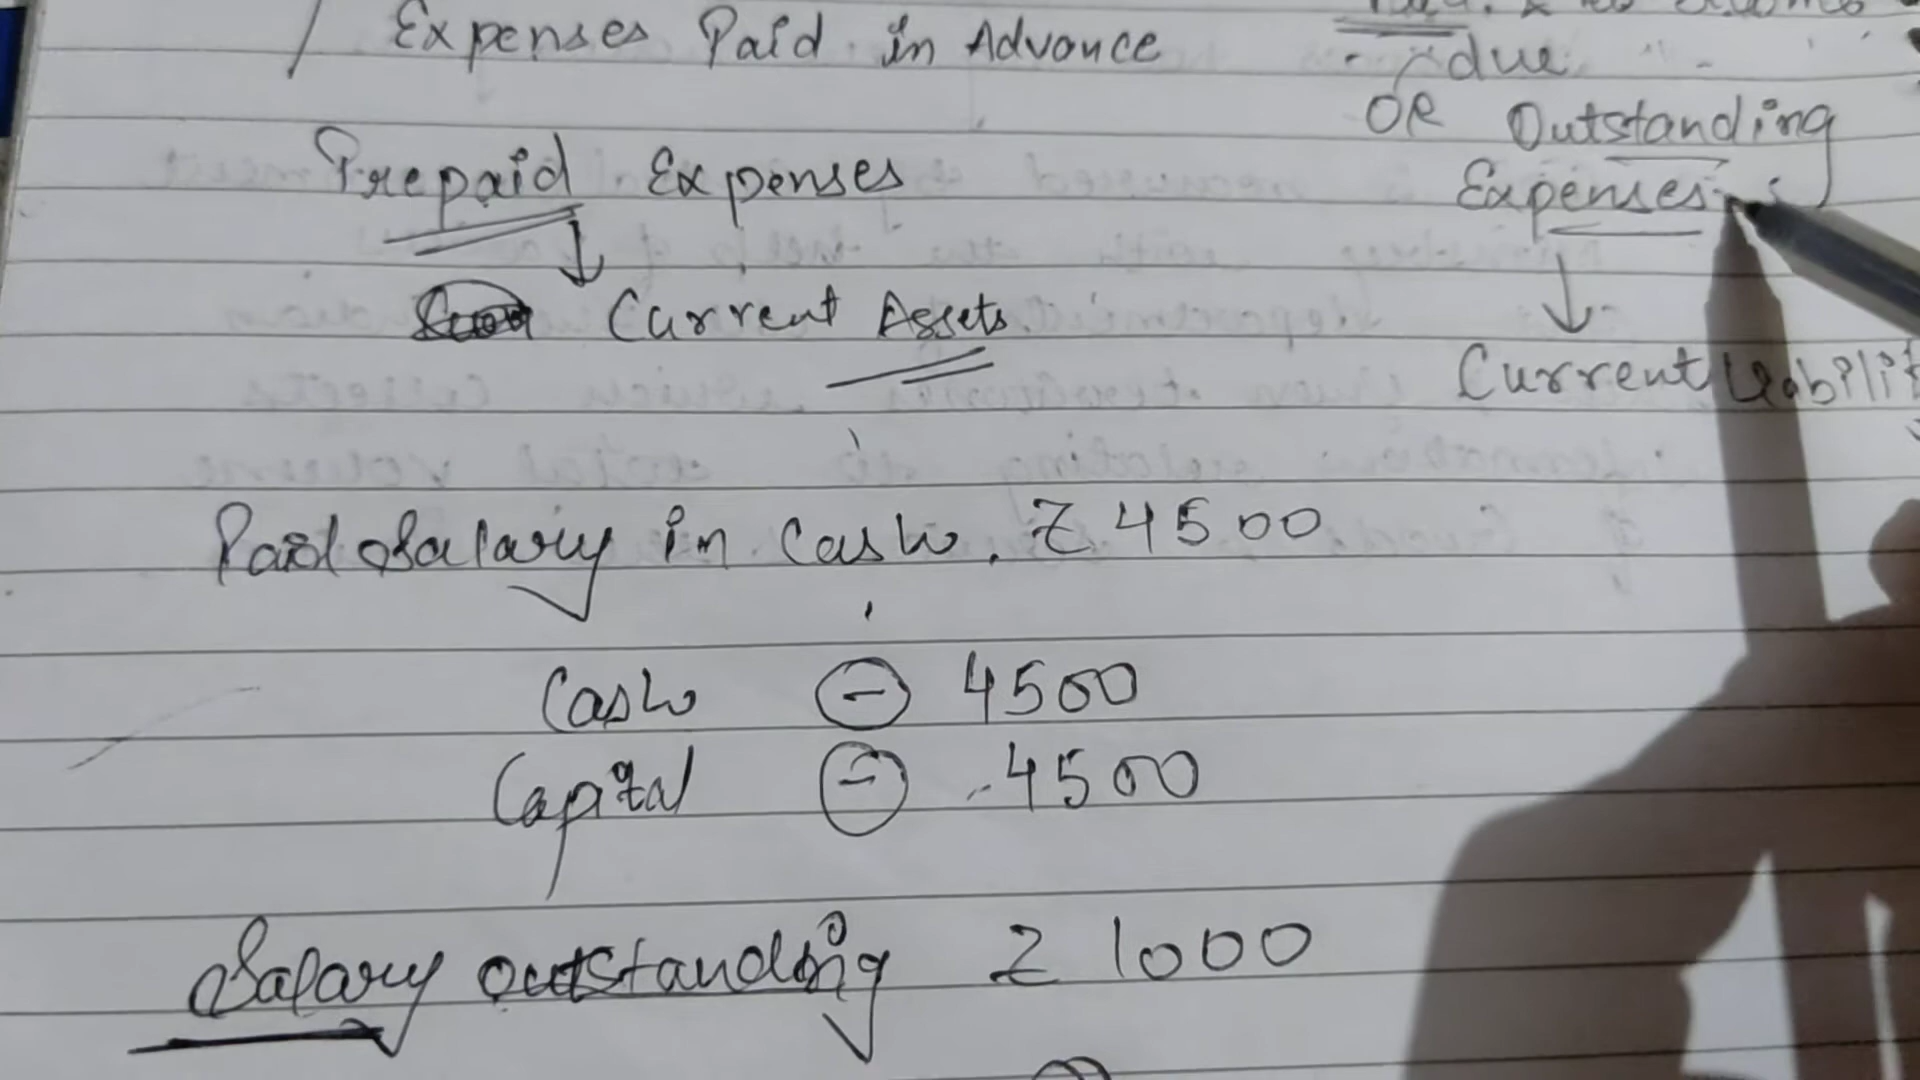 Expenses Paid in Advance
due
OR Outstanding
Expenses
Current Liabilit
Prepaid Expenses
Current Assets
Paid Salary in Cash. ₹ 4500
Cash - 4500
Capital - 4500
Salary outstanding ₹ 1000